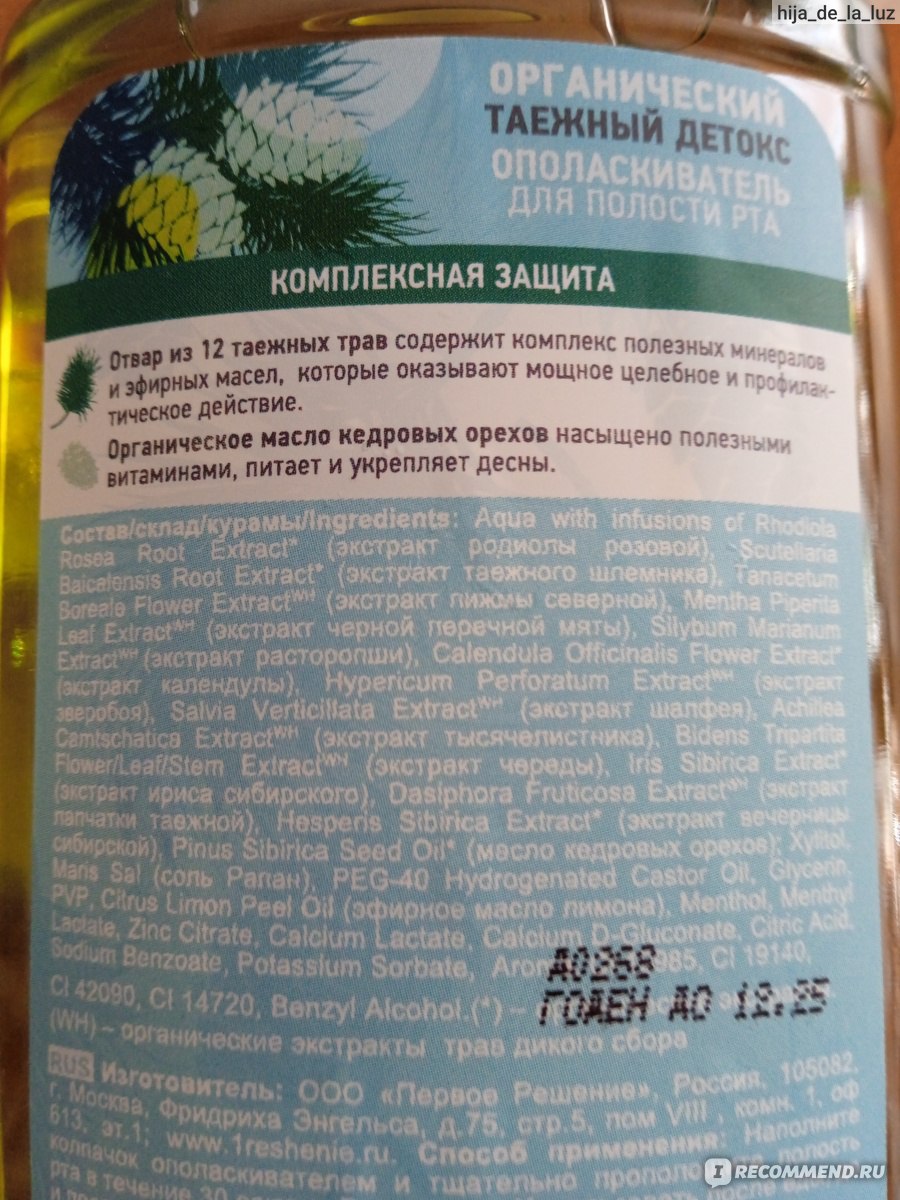 hija_de_la_luz
ОРГАНИЧЕСКИЙ
ТАЕЖНЫЙ ДЕТОКС
ОПОЛАСКИВАТЕЛЬ
ДЛЯ ПОЛОСТИ РТА
КОМПЛЕКСНАЯ ЗАЩИТА
Отвар из 12 таежных трав содержит комплекс полезных минералов
и эфирных масел, которые оказывают мощное целебное и профилак-
тическое действие.
Органическое масло кедровых орехов насыщено полезными
витаминами, питает и укрепляет десны.
Состав/склад/курамы/Ingredients: Aqua with infusions of Rhodiola
Rosea Root Extract* (экстракт родиолы розовой), Scutellaria
Baicalensis Root Extract* (экстракт таежного шлемника), Tanacetum
Boreale Flower Extract(WH) (экстракт пижмы северной), Mentha Piperita
Leaf Extract(WH) (экстракт черной перечной мяты), Silybum Marianum
Extract(WH) (экстракт расторопши), Calendula Officinalis Flower Extract*
(экстракт календулы), Hypericum Perforatum Extract(WH) (экстракт
зверобоя), Salvia Verticillata Extract(WH) (экстракт шалфея), Achillea
Camtschatica Extract(WH) (экстракт тысячелистника), Bidens Tripartita
Flower/Leaf/Stem Extract(WH) (экстракт череды), Iris Sibirica Extract*
(экстракт ириса сибирского), Dasiphora Fruticosa Extract(WH) (экстракт
лапчатки таежной), Hesperis Sibirica Extract* (экстракт вечерницы
сибирской), Pinus Sibirica Seed Oil* (масло кедровых орехов); Xylitol,
Maris Sal (соль Рапан), PEG-40 Hydrogenated Castor Oil, Glycerin,
PVP, Citrus Limon Peel Oil (эфирное масло лимона), Menthol, Menthyl
Lactate, Zinc Citrate, Calcium Lactate, Calcium D-Gluconate, Citric Acid,
Sodium Benzoate, Potassium Sorbate, 985, CI 19140,
CI 42090, CI 14720, Benzyl Alcohol.(*) –
(WH) – органические экстракты трав дикого сбора
Д0268
ГОДЕН ДО 12.25
RUS Изготовитель: ООО «Первое Решение», Россия, 105082,
г. Москва, Фридриха Энгельса, д.75, стр.5, пом VIII , комн. 1, оф
613, эт.1; www.1reshenie.ru. Способ применения: Наполните
колпачок ополаскивателем и тщательно полость
рта в течение 30
IRECOMMEND.RU